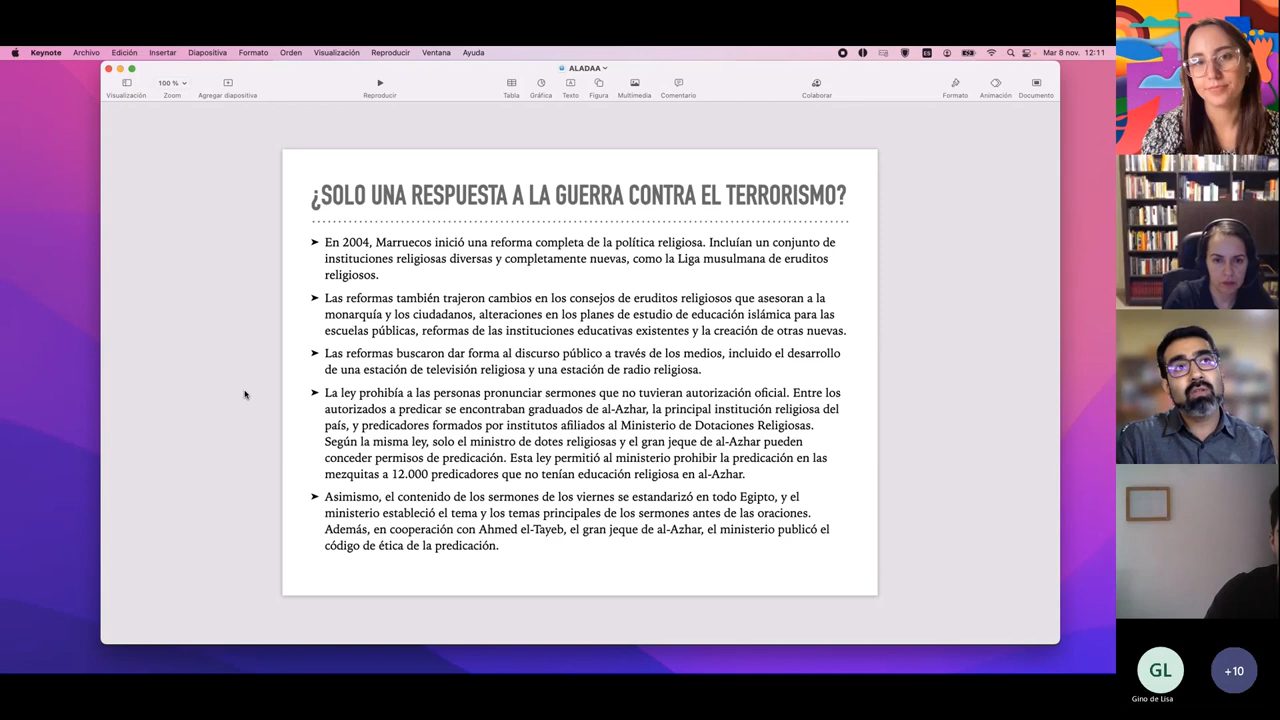 Keynote Archivo Edición Insertar Diapositiva Formato Orden Visualización Reproducir Ventana Ayuda
ES
Mar 8 nov. 12:11
ALADAA
100 %
Visualización Zoom Agregar diapositiva Reproducir Tabla Gráfica Texto Figura Multimedia Comentario Colaborar Formato Animación Documento
¿SOLO UNA RESPUESTA A LA GUERRA CONTRA EL TERRORISMO?
➤ En 2004, Marruecos inició una reforma completa de la política religiosa. Incluían un conjunto de
instituciones religiosas diversas y completamente nuevas, como la Liga musulmana de eruditos
religiosos.
➤ Las reformas también trajeron cambios en los consejos de eruditos religiosos que asesoran a la
monarquía y los ciudadanos, alteraciones en los planes de estudio de educación islámica para las
escuelas públicas, reformas de las instituciones educativas existentes y la creación de otras nuevas.
➤ Las reformas buscaron dar forma al discurso público a través de los medios, incluido el desarrollo
de una estación de televisión religiosa y una estación de radio religiosa.
➤ La ley prohibía a las personas pronunciar sermones que no tuvieran autorización oficial. Entre los
autorizados a predicar se encontraban graduados de al-Azhar, la principal institución religiosa del
país, y predicadores formados por institutos afiliados al Ministerio de Dotaciones Religiosas.
Según la misma ley, solo el ministro de dotes religiosas y el gran jeque de al-Azhar pueden
conceder permisos de predicación. Esta ley permitió al ministerio prohibir la predicación en las
mezquitas a 12.000 predicadores que no tenían educación religiosa en al-Azhar.
➤ Asimismo, el contenido de los sermones de los viernes se estandarizó en todo Egipto, y el
ministerio estableció el tema y los temas principales de los sermones antes de las oraciones.
Además, en cooperación con Ahmed el-Tayeb, el gran jeque de al-Azhar, el ministerio publicó el
código de ética de la predicación.
GL
+10
Gino de Lisa